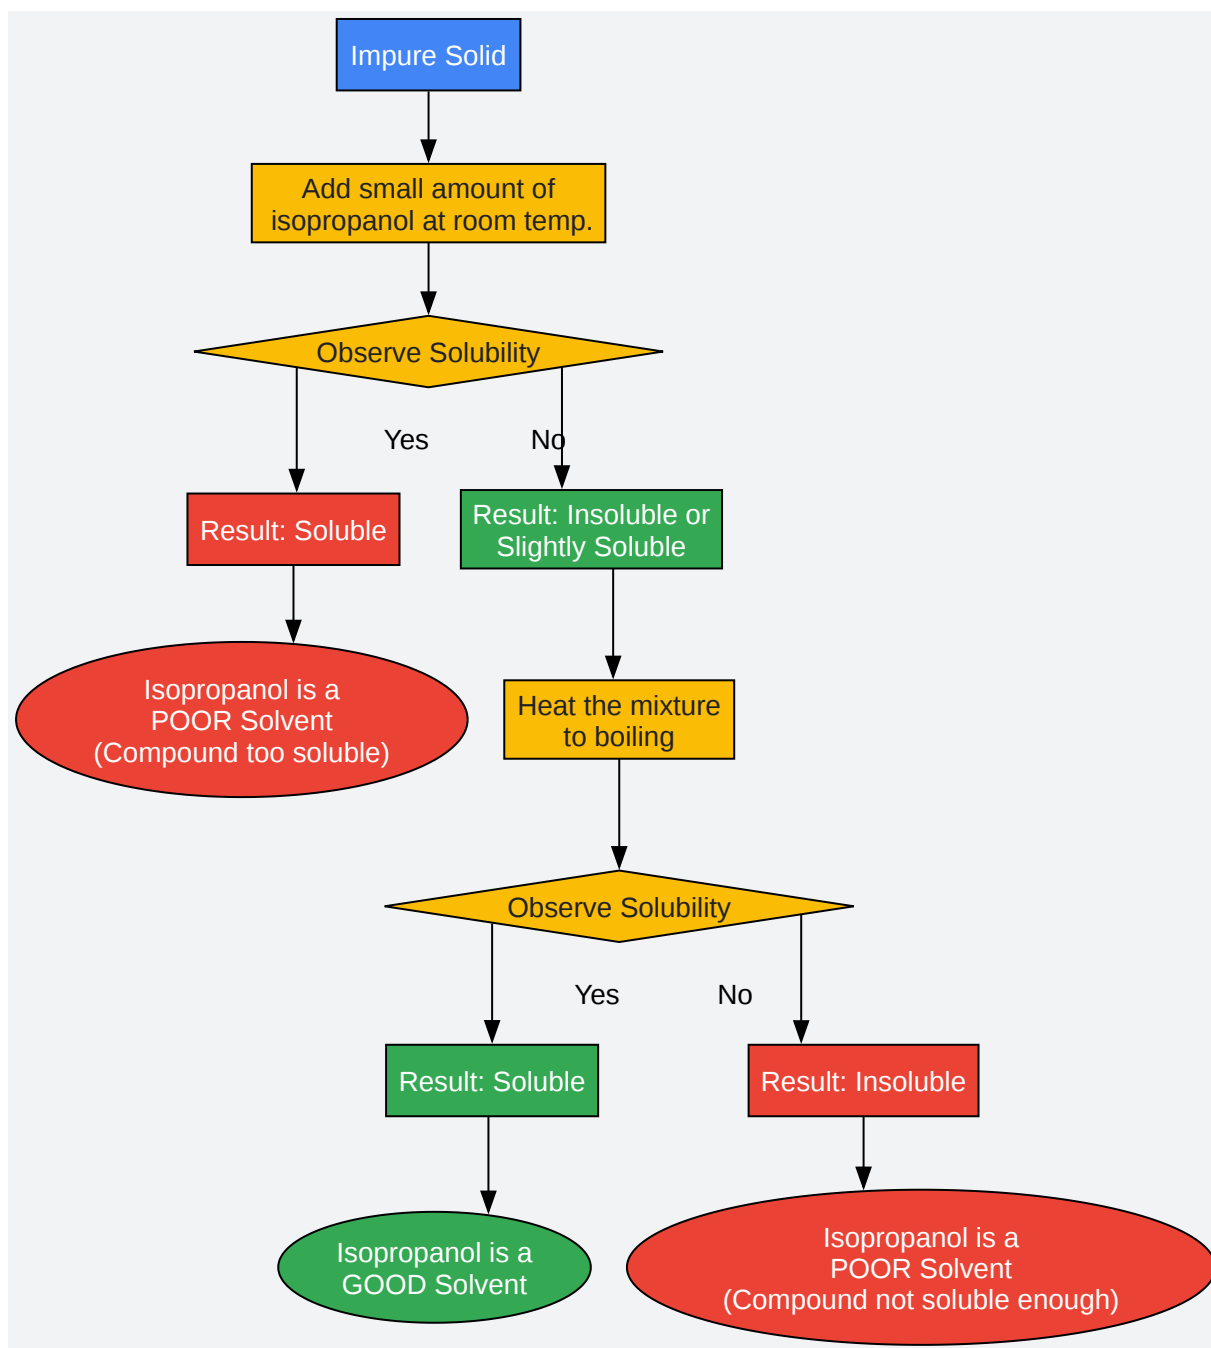 Impure Solid
Add small amount of
isopropanol at room temp.
Observe Solubility
Yes
No
Result: Soluble
Result: Insoluble or
Slightly Soluble
Isopropanol is a
POOR Solvent
(Compound too soluble)
Heat the mixture
to boiling
Observe Solubility
Yes
No
Result: Soluble
Result: Insoluble
Isopropanol is a
GOOD Solvent
Isopropanol is a
POOR Solvent
(Compound not soluble enough)